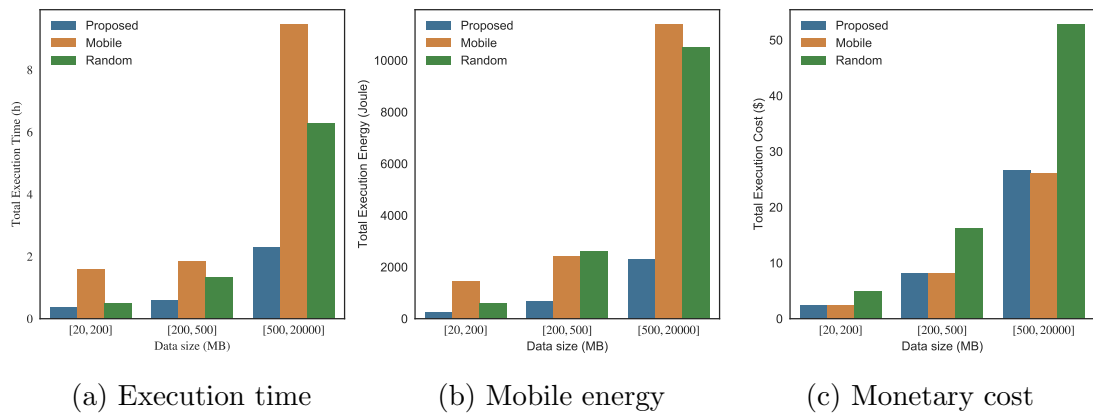 Proposed
Mobile
Random
8
6
4
2
0
Total Execution Time (h)
[20, 200]
[200, 500]
[500, 20000]
Data size (MB)
(a) Execution time
Proposed
Mobile
Random
10000
8000
6000
4000
2000
0
Total Execution Energy (Joule)
[20, 200]
[200, 500]
[500, 20000]
Data size (MB)
(b) Mobile energy
Proposed
Mobile
Random
50
40
30
20
10
0
Total Execution Cost ($)
[20, 200]
[200, 500]
[500, 20000]
Data size (MB)
(c) Monetary cost